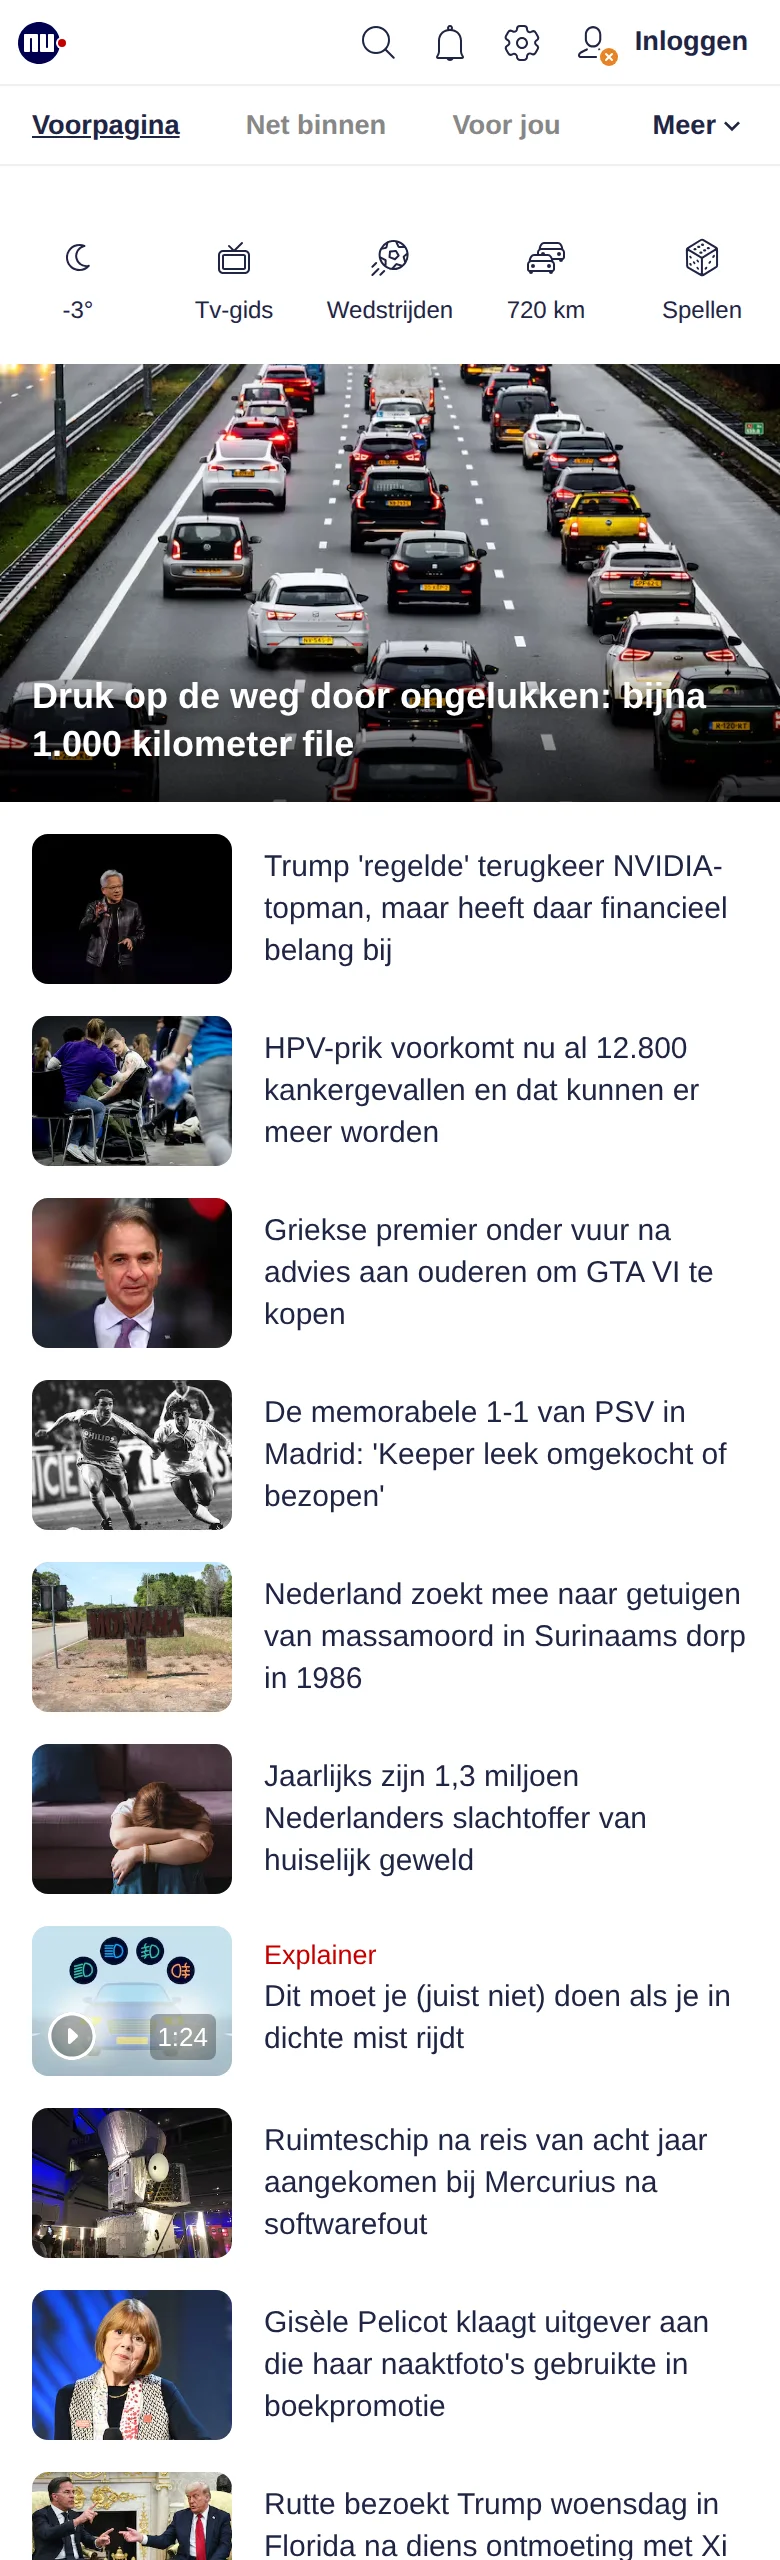 nu
Inloggen
Voorpagina
Net binnen
Voor jou
Meer
-3°
Tv-gids
Wedstrijden
720 km
Spellen
Druk op de weg door ongelukken: bijna
1.000 kilometer file
Trump 'regelde' terugkeer NVIDIA-
topman, maar heeft daar financieel
belang bij
HPV-prik voorkomt nu al 12.800
kankergevallen en dat kunnen er
meer worden
Griekse premier onder vuur na
advies aan ouderen om GTA VI te
kopen
De memorabele 1-1 van PSV in
Madrid: 'Keeper leek omgekocht of
bezopen'
PHILIPS
Nederland zoekt mee naar getuigen
van massamoord in Surinaams dorp
in 1986
Jaarlijks zijn 1,3 miljoen
Nederlanders slachtoffer van
huiselijk geweld
Explainer
Dit moet je (juist niet) doen als je in
dichte mist rijdt
1:24
Ruimteschip na reis van acht jaar
aangekomen bij Mercurius na
softwarefout
Gisèle Pelicot klaagt uitgever aan
die haar naaktfoto's gebruikte in
boekpromotie
Rutte bezoekt Trump woensdag in
Florida na diens ontmoeting met Xi